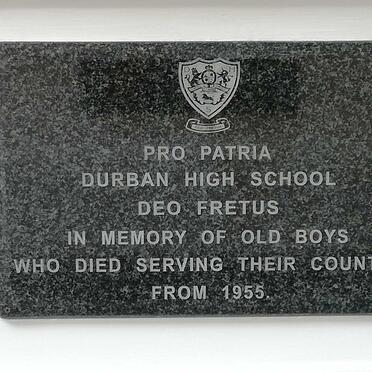 PRO PATRIA
DURBAN HIGH SCHOOL
DEO FRETUS
IN MEMORY OF OLD BOYS
WHO DIED SERVING THEIR COUNT
FROM 1955.